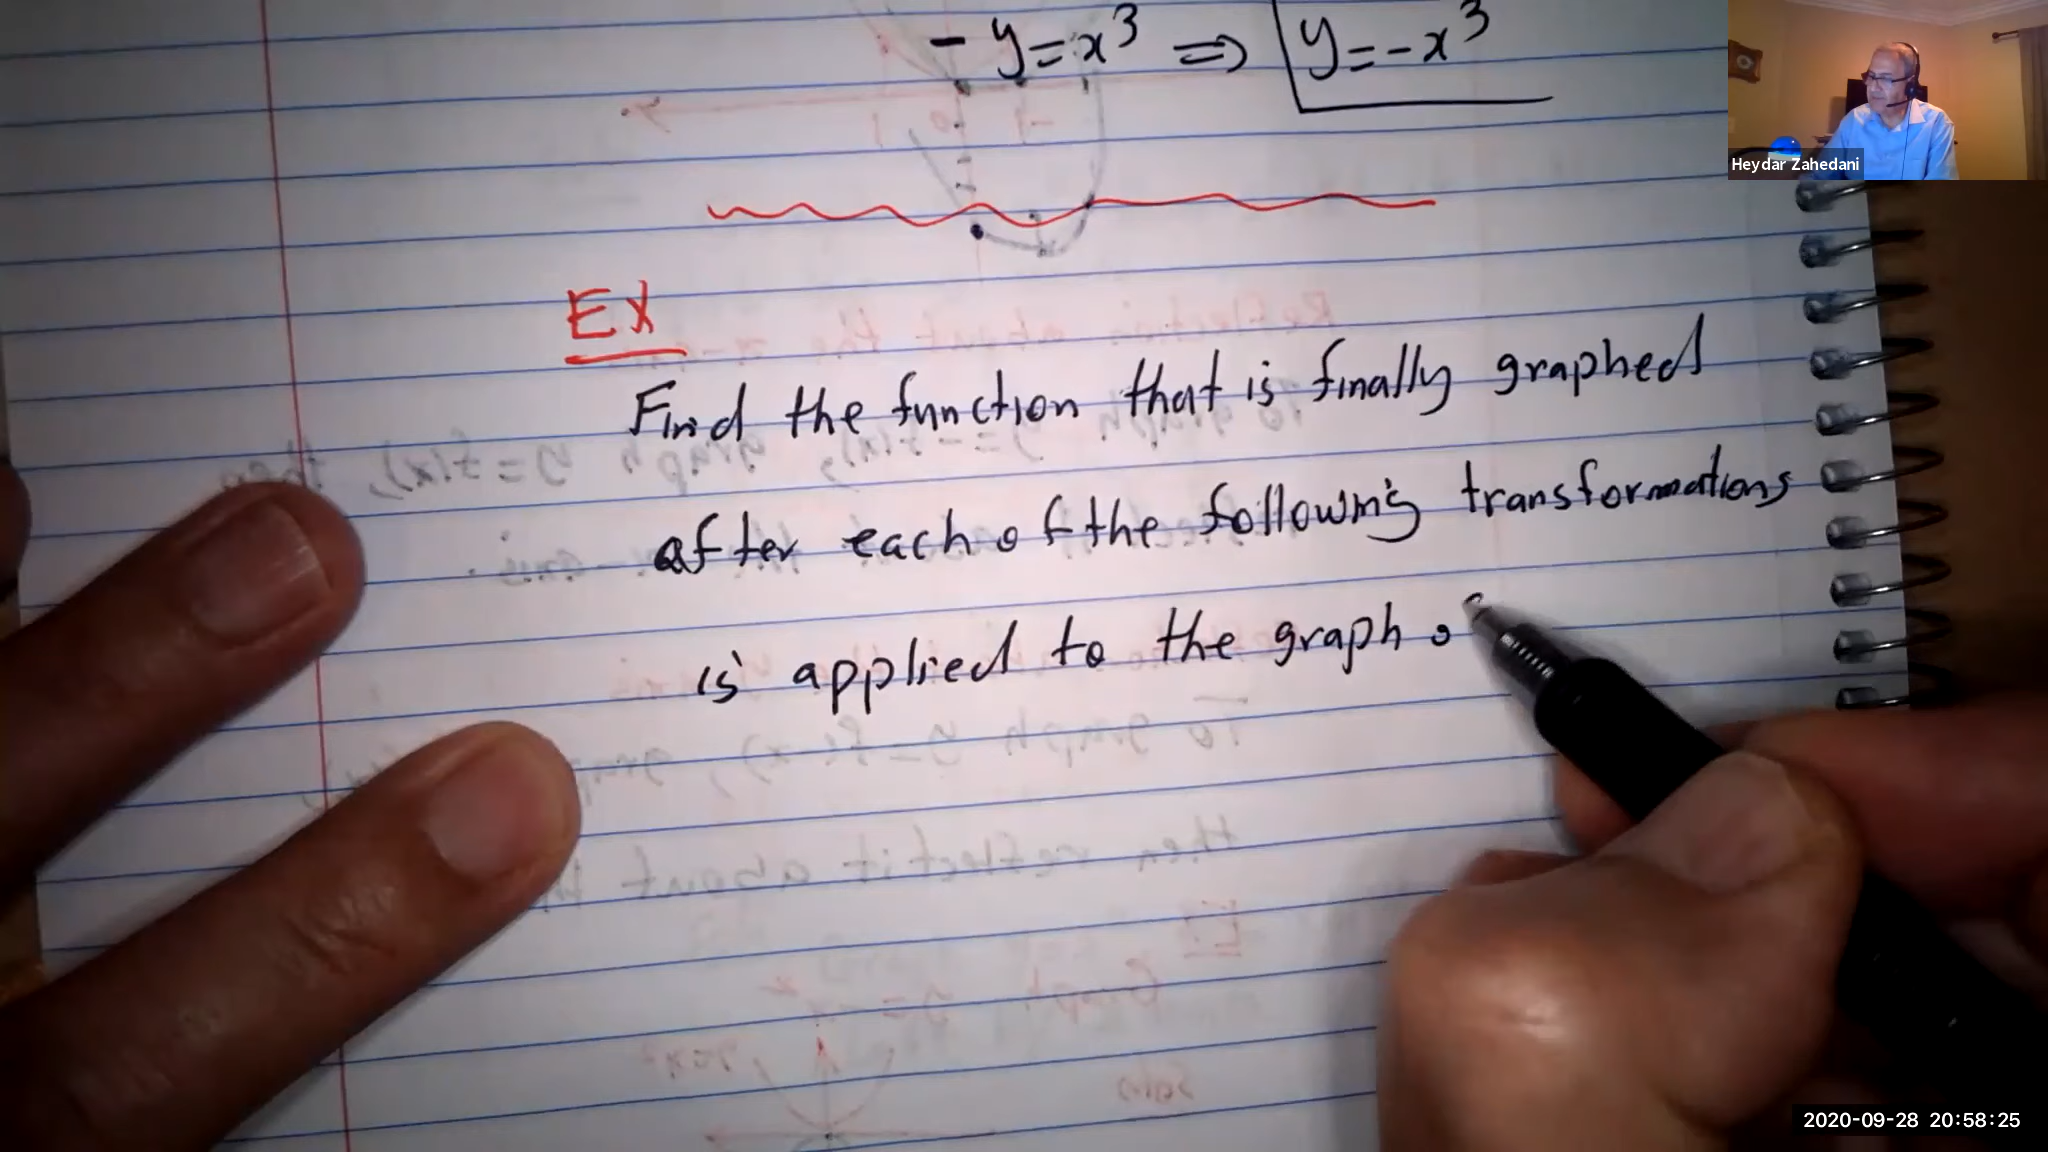 - y = x³ ⇒ y = -x³
Heydar Zahedani
EX
Find the function that is finally graphed
after each of the following transformations
is applied to the graph o
2020-09-28 20:58:25